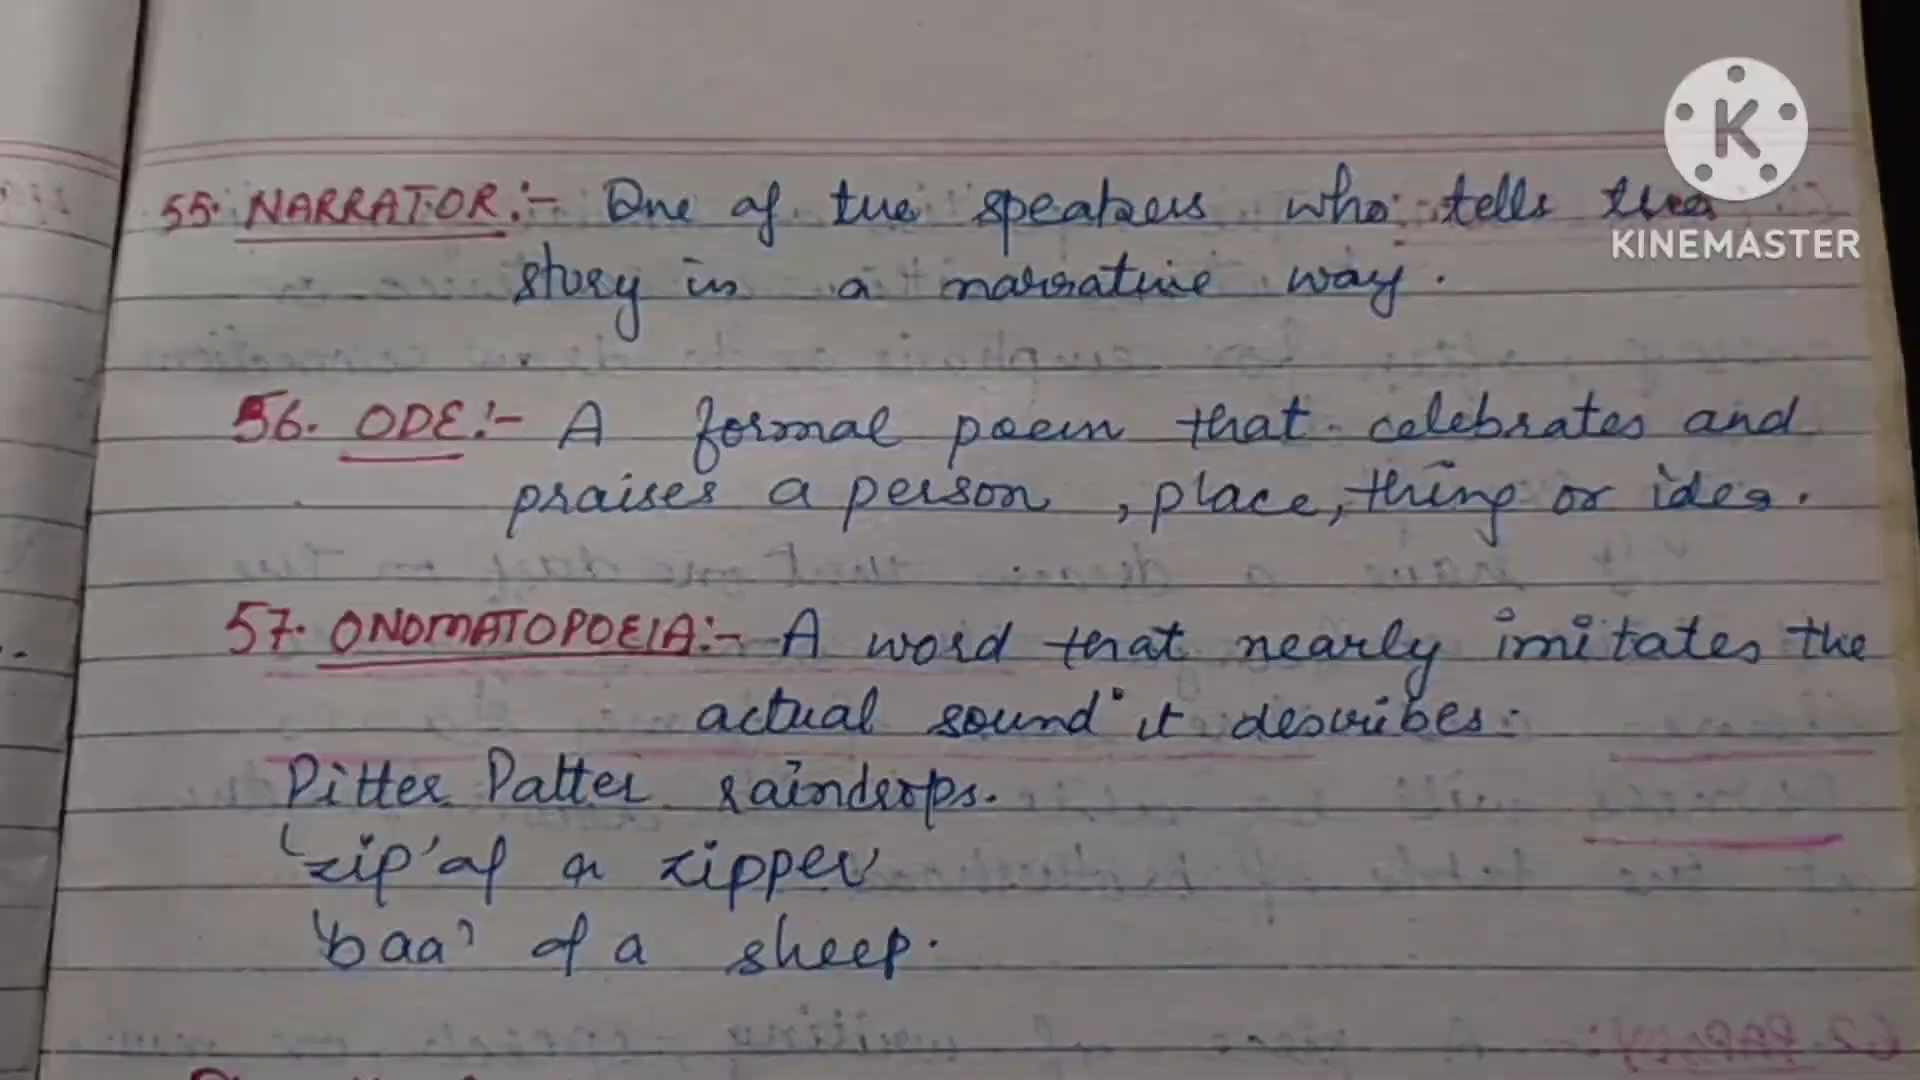 55. NARRATOR:- One of the speakers who tells the
KINEMASTER
story in a narrative way.
56. ODE:- A formal poem that celebrates and
praises a person, place, thing or idea.
57. ONOMATOPOEIA:- A word that nearly imitates the
actual sound it describes:
Pitter Patter raindrops.
'zip' of a zipper
'baa' of a sheep.